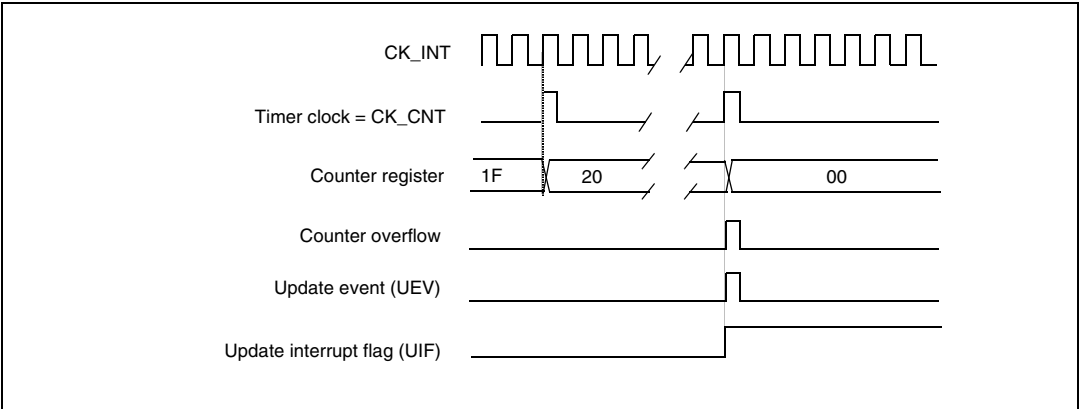 CK_INT
Timer clock = CK_CNT
Counter register 1F 20 00
Counter overflow
Update event (UEV)
Update interrupt flag (UIF)